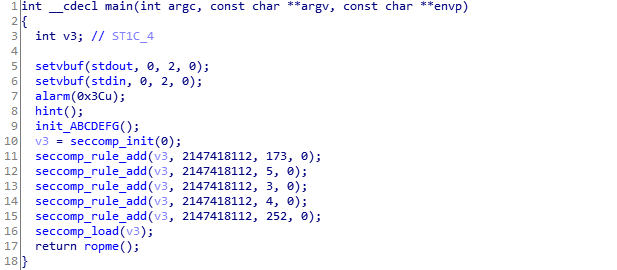 1 int __cdecl main(int argc, const char **argv, const char **envp)
2 {
3   int v3; // ST1C_4
4
5   setvbuf(stdout, 0, 2, 0);
6   setvbuf(stdin, 0, 2, 0);
7   alarm(0x3Cu);
8   hint();
9   init_ABCDEFG();
10   v3 = seccomp_init(0);
11   seccomp_rule_add(v3, 2147418112, 173, 0);
12   seccomp_rule_add(v3, 2147418112, 5, 0);
13   seccomp_rule_add(v3, 2147418112, 3, 0);
14   seccomp_rule_add(v3, 2147418112, 4, 0);
15   seccomp_rule_add(v3, 2147418112, 252, 0);
16   seccomp_load(v3);
17   return ropme();
18 }